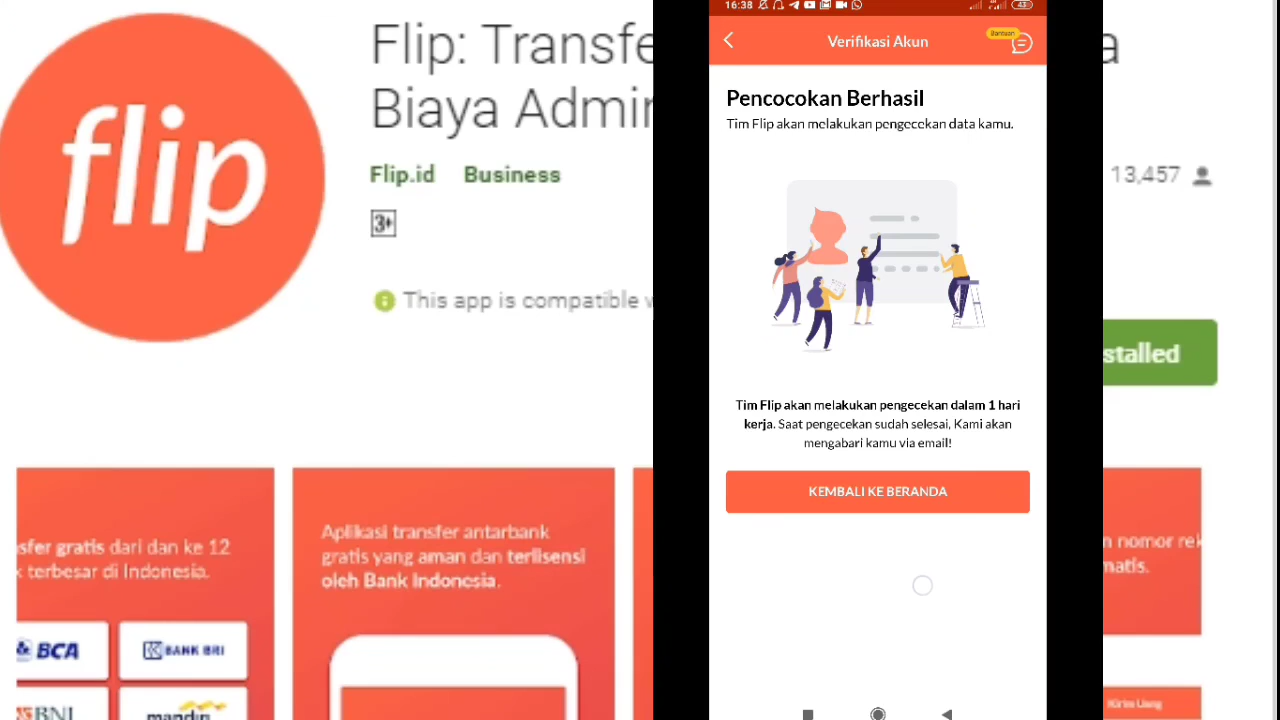 flip
Flip: Transfe
Biaya Admin
a
Flip.id Business
3+
This app is compatible
13,457
stalled
sfer gratis dari dan ke 12
terbesar di Indonesia.
BCA
BANK BRI
BNI
mandiri
Aplikasi transfer antarbank
gratis yang aman dan terlisensi
oleh Bank Indonesia.
16:38
43
Verifikasi Akun
Bantuan
Pencocokan Berhasil
Tim Flip akan melakukan pengecekan data kamu.
Tim Flip akan melakukan pengecekan dalam 1 hari
kerja. Saat pengecekan sudah selesai, Kami akan
mengabari kamu via email!
KEMBALI KE BERANDA
n nomor rek
matis.
Kirim Uang